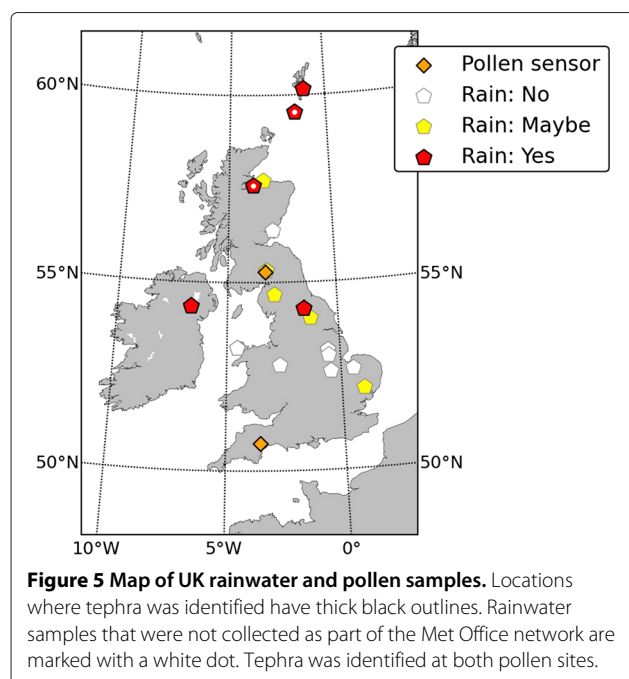 60°N
Pollen sensor
Rain: No
Rain: Maybe
Rain: Yes
55°N
55°N
50°N
50°N
10°W
5°W
0°
Figure 5 Map of UK rainwater and pollen samples. Locations
where tephra was identified have thick black outlines. Rainwater
samples that were not collected as part of the Met Office network are
marked with a white dot. Tephra was identified at both pollen sites.